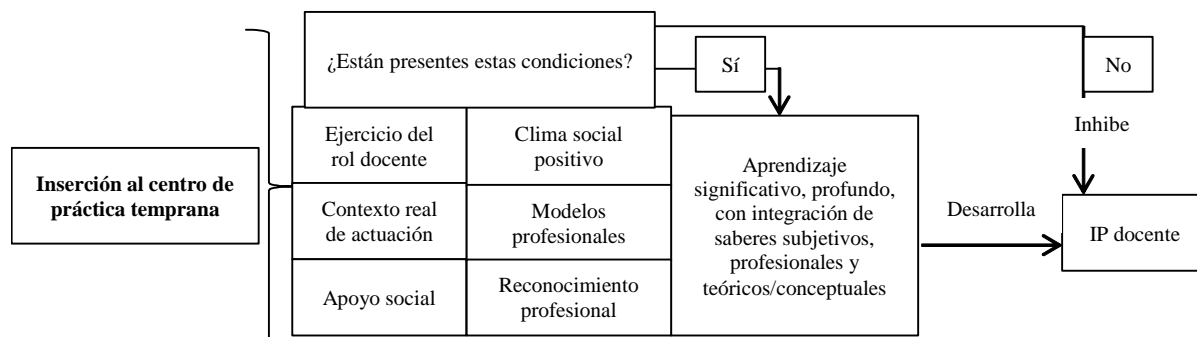 ¿Están presentes estas condiciones?
Sí
No
Inhibe
Inserción al centro de
práctica temprana
Ejercicio del
rol docente
Clima social
positivo
Contexto real
de actuación
Modelos
profesionales
Apoyo social
Reconocimiento
profesional
Aprendizaje
significativo, profundo,
con integración de
saberes subjetivos,
profesionales y
teóricos/conceptuales
Desarrolla
IP docente